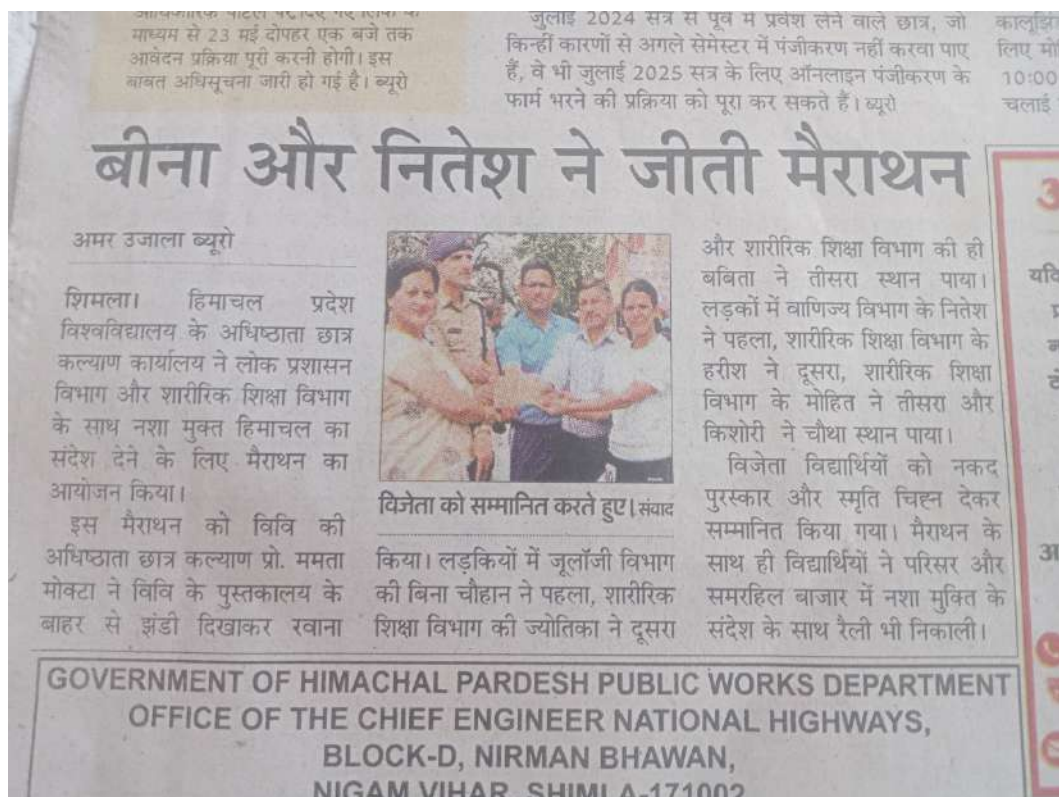 माध्यम से 23 मई दोपहर एक बजे तक
आवेदन प्रक्रिया पूरी करनी होगी। इस
बाबत अधिसूचना जारी हो गई है। ब्यूरो
जुलाई 2024 सत्र से पूर्व में प्रवेश लेने वाले छात्र, जो
किन्हीं कारणों से अगले सेमेस्टर में पंजीकरण नहीं करवा पाए
हैं, वे भी जुलाई 2025 सत्र के लिए ऑनलाइन पंजीकरण के
फार्म भरने की प्रक्रिया को पूरा कर सकते हैं। ब्यूरो
लिए
10:00
चलाई
बीना और नितेश ने जीती मैराथन
अमर उजाला ब्यूरो
शिमला। हिमाचल प्रदेश
विश्वविद्यालय के अधिष्ठाता छात्र
कल्याण कार्यालय ने लोक प्रशासन
विभाग और शारीरिक शिक्षा विभाग
के साथ नशा मुक्त हिमाचल का
संदेश देने के लिए मैराथन का
आयोजन किया।
इस मैराथन को विवि की
अधिष्ठाता छात्र कल्याण प्रो. ममता
मोक्टा ने विवि के पुस्तकालय के
बाहर से झंडी दिखाकर रवाना
विजेता को सम्मानित करते हुए। संवाद
किया। लड़कियों में जूलॉजी विभाग
की बिना चौहान ने पहला, शारीरिक
शिक्षा विभाग की ज्योतिका ने दूसरा
और शारीरिक शिक्षा विभाग की ही
बबिता ने तीसरा स्थान पाया।
लड़कों में वाणिज्य विभाग के नितेश
ने पहला, शारीरिक शिक्षा विभाग के
हरीश ने दूसरा, शारीरिक शिक्षा
विभाग के मोहित ने तीसरा और
किशोरी ने चौथा स्थान पाया।
विजेता विद्यार्थियों को नकद
पुरस्कार और स्मृति चिह्न देकर
सम्मानित किया गया। मैराथन के
साथ ही विद्यार्थियों ने परिसर और
समरहिल बाजार में नशा मुक्ति के
संदेश के साथ रैली भी निकाली।
GOVERNMENT OF HIMACHAL PARDESH PUBLIC WORKS DEPARTMENT
OFFICE OF THE CHIEF ENGINEER NATIONAL HIGHWAYS,
BLOCK-D, NIRMAN BHAWAN,
NIGAM VIHAR, SHIMLA-171002